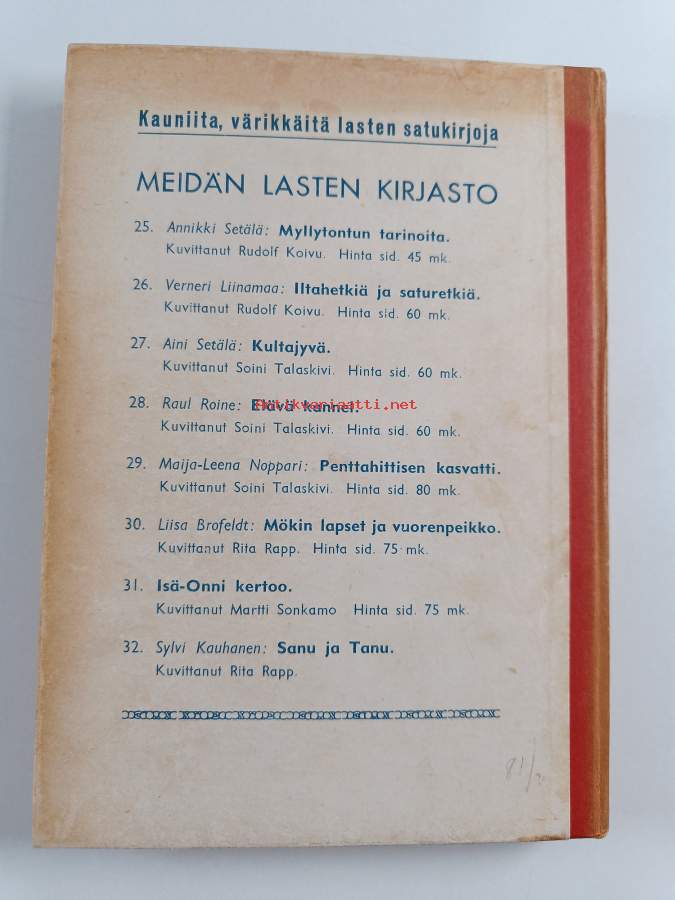 Kauniita, värikkäitä lasten satukirjoja
MEIDÄN LASTEN KIRJASTO
25. Annikki Setälä: Myllytontun tarinoita.
Kuvittanut Rudolf Koivu. Hinta sid. 45 mk.
26. Verneri Liinamaa: Iltahetkiä ja saturetkiä.
Kuvittanut Rudolf Koivu. Hinta sid. 60 mk.
27. Aini Setälä: Kultajyvä.
Kuvittanut Soini Talaskivi. Hinta sid. 60 mk.
28. Raul Roine: Elävä kannel.
antikvariaatti.net
Kuvittanut Soini Talaskivi. Hinta sid. 60 mk.
29. Maija-Leena Noppari: Penttahittisen kasvatti.
Kuvittanut Soini Talaskivi. Hinta sid. 80 mk.
30. Liisa Brofeldt: Mökin lapset ja vuorenpeikko.
Kuvittanut Rita Rapp. Hinta sid. 75 mk.
31. Isä-Onni kertoo.
Kuvittanut Martti Sonkamo Hinta sid. 75 mk.
32. Sylvi Kauhanen: Sanu ja Tanu.
Kuvittanut Rita Rapp.